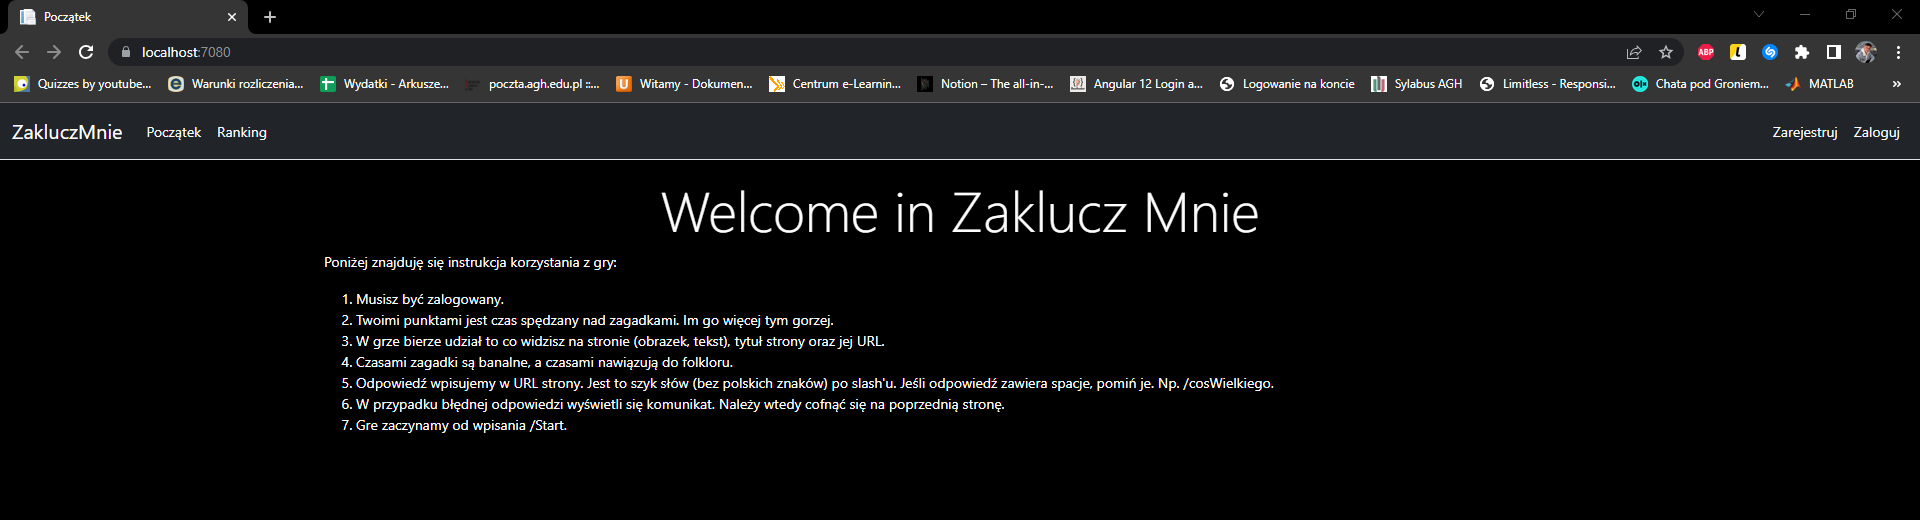 Początek
localhost:7080
Quizzes by youtube...
Warunki rozliczenia...
Wydatki - Arkusze...
poczta.agh.edu.pl ::...
Witamy - Dokumen...
Centrum e-Learnin...
Notion – The all-in-...
Angular 12 Login a...
Logowanie na koncie
Sylabus AGH
Limitless - Responsi...
Chata pod Groniem...
MATLAB
»
ZakluczMnie
Początek
Ranking
Zarejestruj
Zaloguj
Welcome in Zaklucz Mnie
Poniżej znajduję się instrukcja korzystania z gry:
1. Musisz być zalogowany.
2. Twoimi punktami jest czas spędzany nad zagadkami. Im go więcej tym gorzej.
3. W grze bierze udział to co widzisz na stronie (obrazek, tekst), tytuł strony oraz jej URL.
4. Czasami zagadki są banalne, a czasami nawiązują do folkloru.
5. Odpowiedź wpisujemy w URL strony. Jest to szyk słów (bez polskich znaków) po slash'u. Jeśli odpowiedź zawiera spacje, pomiń je. Np. /cosWielkiego.
6. W przypadku błędnej odpowiedzi wyświetli się komunikat. Należy wtedy cofnąć się na poprzednią stronę.
7. Gre zaczynamy od wpisania /Start.